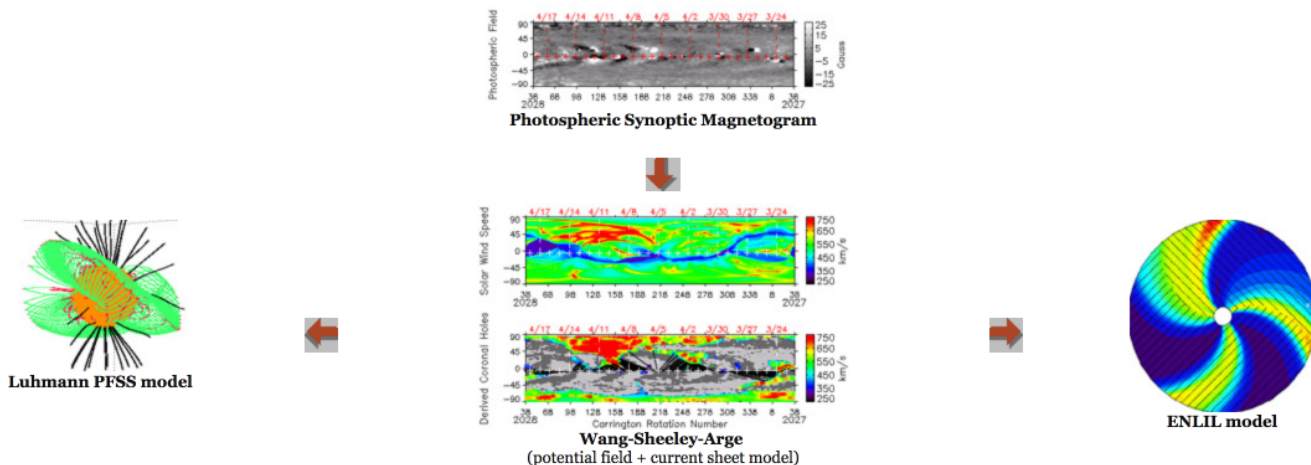 4/17 4/14 4/11 4/8 4/5 4/2 3/30 3/27 3/24
Photospheric Field
90
45
0
−45
−90
25
15
5
−5
−15
−25
Gauss
38 68 98 128 158 188 218 248 278 308 338 8 38
2028 2027
Photospheric Synoptic Magnetogram
4/17 4/14 4/11 4/8 4/5 4/2 3/30 3/27 3/24
Solar Wind Speed
90
45
0
−45
−90
750
650
550
450
350
250
km/s
38 68 98 128 158 188 218 248 278 308 338 8 38
2028 2027
4/17 4/14 4/11 4/8 4/5 4/2 3/30 3/27 3/24
Derived Coronal Holes
90
45
0
−45
−90
750
650
550
450
350
250
km/s
38 68 98 128 158 188 218 248 278 308 338 8 38
2028 2027
Carrington Rotation Number
Wang-Sheeley-Arge
(potential field + current sheet model)
Luhmann PFSS model
ENLIL model